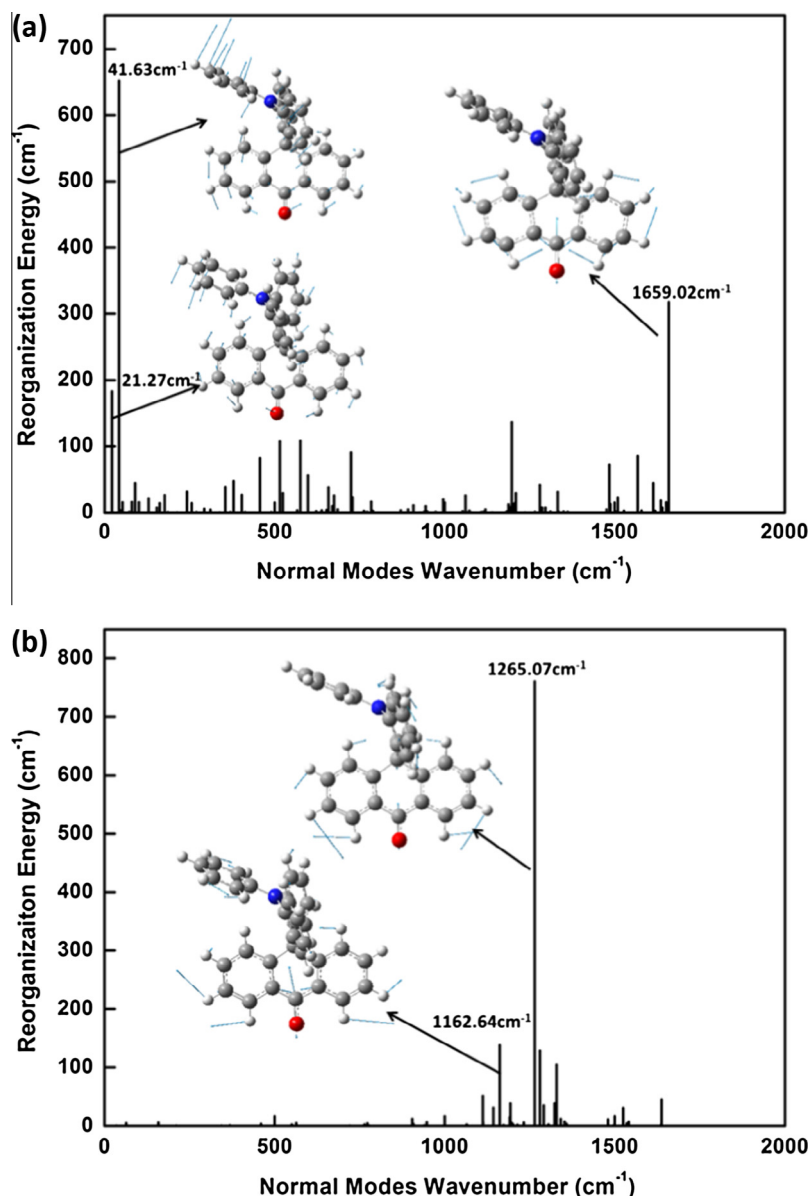 (a)
700
600
500
400
300
200
100
0
Reorganization Energy (cm-1)
41.63cm-1
21.27cm-1
1659.02cm-1
0 500 1000 1500 2000
Normal Modes Wavenumber (cm-1)
(b)
800
700
600
500
400
300
200
100
0
Reorganizaiton Energy (cm-1)
1265.07cm-1
1162.64cm-1
0 500 1000 1500 2000
Normal Modes Wavenumber (cm-1)